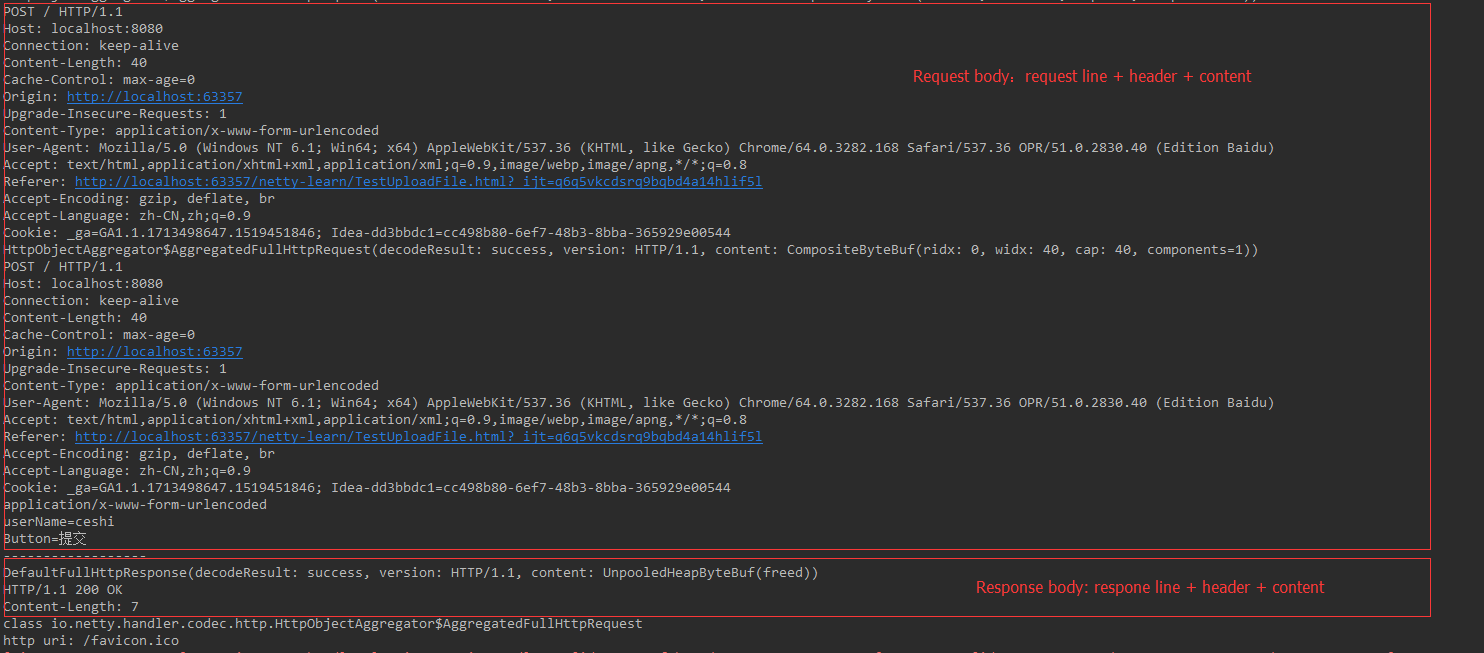 POST / HTTP/1.1
Host: localhost:8080
Connection: keep-alive
Content-Length: 40
Cache-Control: max-age=0
Request body：request line + header + content
Origin: http://localhost:63357
Upgrade-Insecure-Requests: 1
Content-Type: application/x-www-form-urlencoded
User-Agent: Mozilla/5.0 (Windows NT 6.1; Win64; x64) AppleWebKit/537.36 (KHTML, like Gecko) Chrome/64.0.3282.168 Safari/537.36 OPR/51.0.2830.40 (Edition Baidu)
Accept: text/html,application/xhtml+xml,application/xml;q=0.9,image/webp,image/apng,*/*;q=0.8
Referer: http://localhost:63357/netty-learn/TestUploadFile.html?_ijt=q6q5vkcdsrq9bqbd4a14hlif5l
Accept-Encoding: gzip, deflate, br
Accept-Language: zh-CN,zh;q=0.9
Cookie: _ga=GA1.1.1713498647.1519451846; Idea-dd3bbdc1=cc498b80-6ef7-48b3-8bba-365929e00544
HttpObjectAggregator$AggregatedFullHttpRequest(decodeResult: success, version: HTTP/1.1, content: CompositeByteBuf(ridx: 0, widx: 40, cap: 40, components=1))
POST / HTTP/1.1
Host: localhost:8080
Connection: keep-alive
Content-Length: 40
Cache-Control: max-age=0
Origin: http://localhost:63357
Upgrade-Insecure-Requests: 1
Content-Type: application/x-www-form-urlencoded
User-Agent: Mozilla/5.0 (Windows NT 6.1; Win64; x64) AppleWebKit/537.36 (KHTML, like Gecko) Chrome/64.0.3282.168 Safari/537.36 OPR/51.0.2830.40 (Edition Baidu)
Accept: text/html,application/xhtml+xml,application/xml;q=0.9,image/webp,image/apng,*/*;q=0.8
Referer: http://localhost:63357/netty-learn/TestUploadFile.html?_ijt=q6q5vkcdsrq9bqbd4a14hlif5l
Accept-Encoding: gzip, deflate, br
Accept-Language: zh-CN,zh;q=0.9
Cookie: _ga=GA1.1.1713498647.1519451846; Idea-dd3bbdc1=cc498b80-6ef7-48b3-8bba-365929e00544
application/x-www-form-urlencoded
userName=ceshi
Button=提交
------------------
DefaultFullHttpResponse(decodeResult: success, version: HTTP/1.1, content: UnpooledHeapByteBuf(freed))
HTTP/1.1 200 OK
Response body: respone line + header + content
Content-Length: 7
class io.netty.handler.codec.http.HttpObjectAggregator$AggregatedFullHttpRequest
http uri: /favicon.ico